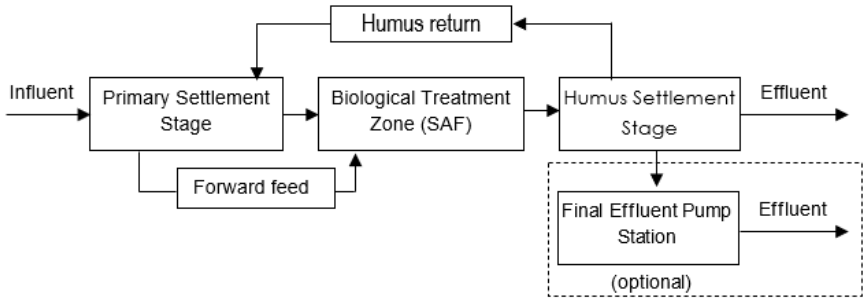 Humus return
Influent
Primary Settlement
Stage
Biological Treatment
Zone (SAF)
Humus Settlement
Stage
Effluent
Forward feed
Final Effluent Pump
Station
Effluent
(optional)